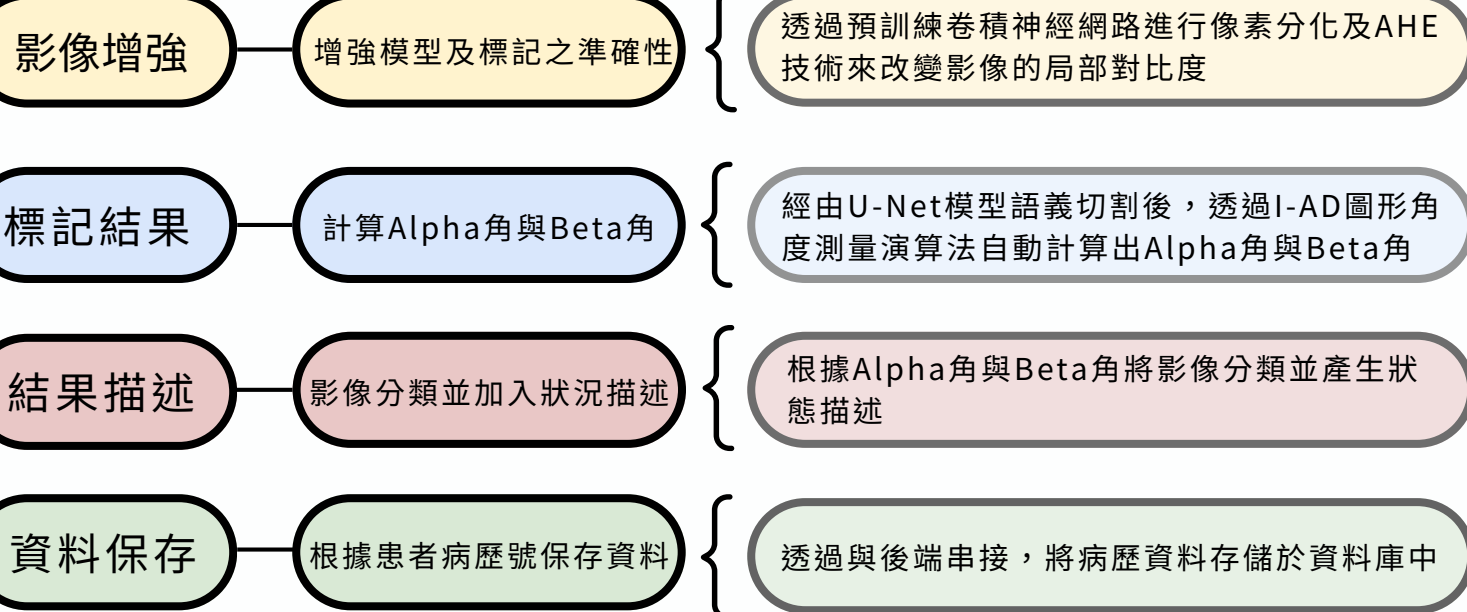 影像增強
增強模型及標記之準確性
透過預訓練卷積神經網路進行像素分化及AHE
技術來改變影像的局部對比度
標記結果
計算Alpha角與Beta角
經由U-Net模型語義切割後，透過I-AD圖形角
度測量演算法自動計算出Alpha角與Beta角
結果描述
影像分類並加入狀況描述
根據Alpha角與Beta角將影像分類並產生狀
態描述
資料保存
根據患者病歷號保存資料
透過與後端串接，將病歷資料存儲於資料庫中